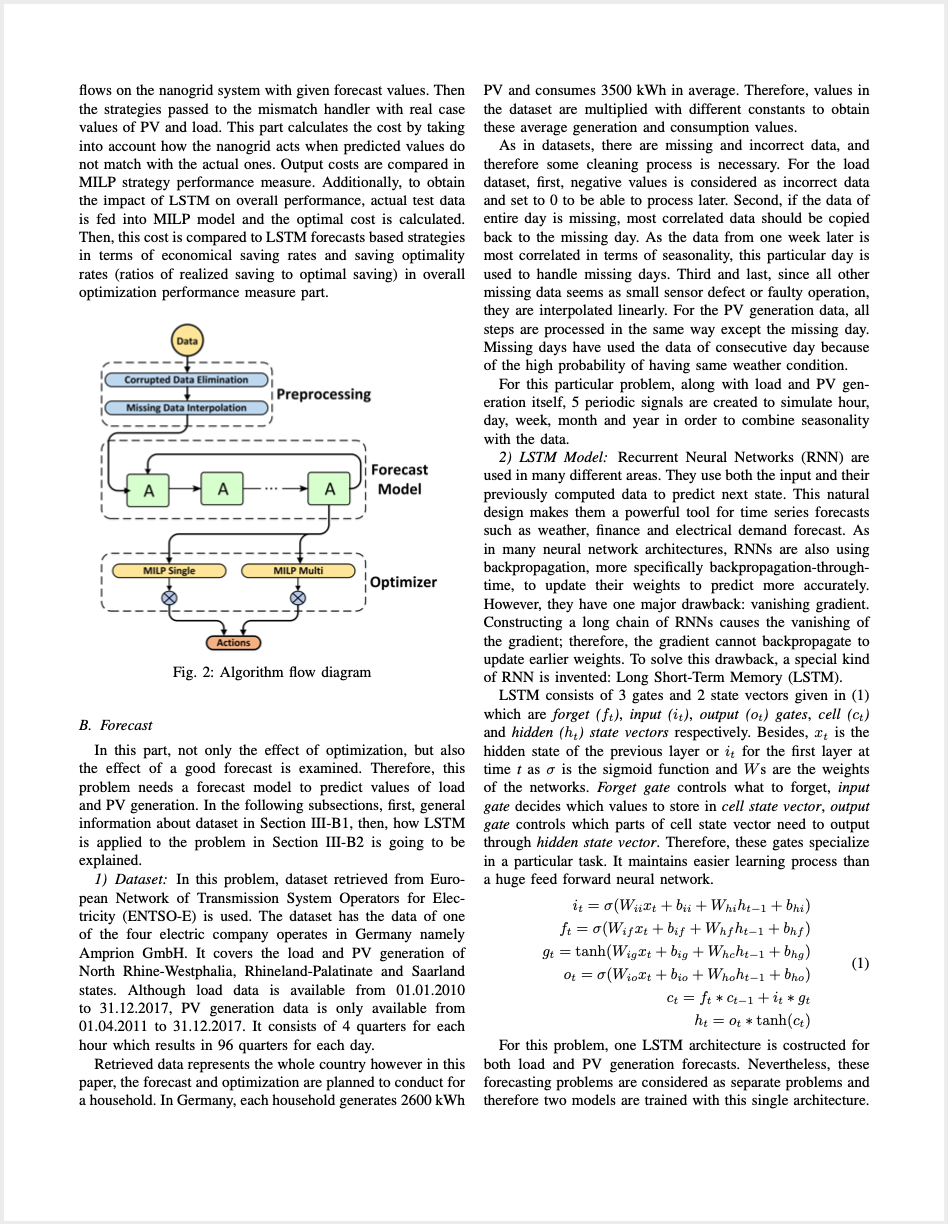 flows on the nanogrid system with given forecast values. Then
the strategies passed to the mismatch handler with real case
values of PV and load. This part calculates the cost by taking
into account how the nanogrid acts when predicted values do
not match with the actual ones. Output costs are compared in
MILP strategy performance measure. Additionally, to obtain
the impact of LSTM on overall performance, actual test data
is fed into MILP model and the optimal cost is calculated.
Then, this cost is compared to LSTM forecasts based strategies
in terms of economical saving rates and saving optimality
rates (ratios of realized saving to optimal saving) in overall
optimization performance measure part.
Data
Corrupted Data Elimination
Missing Data Interpolation
Preprocessing
A A ... A
Forecast
Model
MILP Single MILP Multi
Optimizer
Actions
Fig. 2: Algorithm flow diagram
B. Forecast
In this part, not only the effect of optimization, but also
the effect of a good forecast is examined. Therefore, this
problem needs a forecast model to predict values of load
and PV generation. In the following subsections, first, general
information about dataset in Section III-B1, then, how LSTM
is applied to the problem in Section III-B2 is going to be
explained.
1) Dataset: In this problem, dataset retrieved from Euro-
pean Network of Transmission System Operators for Elec-
tricity (ENTSO-E) is used. The dataset has the data of one
of the four electric company operates in Germany namely
Amprion GmbH. It covers the load and PV generation of
North Rhine-Westphalia, Rhineland-Palatinate and Saarland
states. Although load data is available from 01.01.2010
to 31.12.2017, PV generation data is only available from
01.04.2011 to 31.12.2017. It consists of 4 quarters for each
hour which results in 96 quarters for each day.
Retrieved data represents the whole country however in this
paper, the forecast and optimization are planned to conduct for
a household. In Germany, each household generates 2600 kWh
PV and consumes 3500 kWh in average. Therefore, values in
the dataset are multiplied with different constants to obtain
these average generation and consumption values.
As in datasets, there are missing and incorrect data, and
therefore some cleaning process is necessary. For the load
dataset, first, negative values is considered as incorrect data
and set to 0 to be able to process later. Second, if the data of
entire day is missing, most correlated data should be copied
back to the missing day. As the data from one week later is
most correlated in terms of seasonality, this particular day is
used to handle missing days. Third and last, since all other
missing data seems as small sensor defect or faulty operation,
they are interpolated linearly. For the PV generation data, all
steps are processed in the same way except the missing day.
Missing days have used the data of consecutive day because
of the high probability of having same weather condition.
For this particular problem, along with load and PV gen-
eration itself, 5 periodic signals are created to simulate hour,
day, week, month and year in order to combine seasonality
with the data.
2) LSTM Model: Recurrent Neural Networks (RNN) are
used in many different areas. They use both the input and their
previously computed data to predict next state. This natural
design makes them a powerful tool for time series forecasts
such as weather, finance and electrical demand forecast. As
in many neural network architectures, RNNs are also using
backpropagation, more specifically backpropagation-through-
time, to update their weights to predict more accurately.
However, they have one major drawback: vanishing gradient.
Constructing a long chain of RNNs causes the vanishing of
the gradient; therefore, the gradient cannot backpropagate to
update earlier weights. To solve this drawback, a special kind
of RNN is invented: Long Short-Term Memory (LSTM).
LSTM consists of 3 gates and 2 state vectors given in (1)
which are forget (f_t), input (i_t), output (o_t) gates, cell (c_t)
and hidden (h_t) state vectors respectively. Besides, x_t is the
hidden state of the previous layer or i_t for the first layer at
time t as σ is the sigmoid function and Ws are the weights
of the networks. Forget gate controls what to forget, input
gate decides which values to store in cell state vector, output
gate controls which parts of cell state vector need to output
through hidden state vector. Therefore, these gates specialize
in a particular task. It maintains easier learning process than
a huge feed forward neural network.
i_t = σ(W_{ii}x_t + b_{ii} + W_{hi}h_{t−1} + b_{hi})
f_t = σ(W_{if}x_t + b_{if} + W_{hf}h_{t−1} + b_{hf})
g_t = tanh(W_{ig}x_t + b_{ig} + W_{hc}h_{t−1} + b_{hg})
o_t = σ(W_{io}x_t + b_{io} + W_{ho}h_{t−1} + b_{ho})
c_t = f_t ∗ c_{t−1} + i_t ∗ g_t
h_t = o_t ∗ tanh(c_t)
(1)
For this problem, one LSTM architecture is costructed for
both load and PV generation forecasts. Nevertheless, these
forecasting problems are considered as separate problems and
therefore two models are trained with this single architecture.